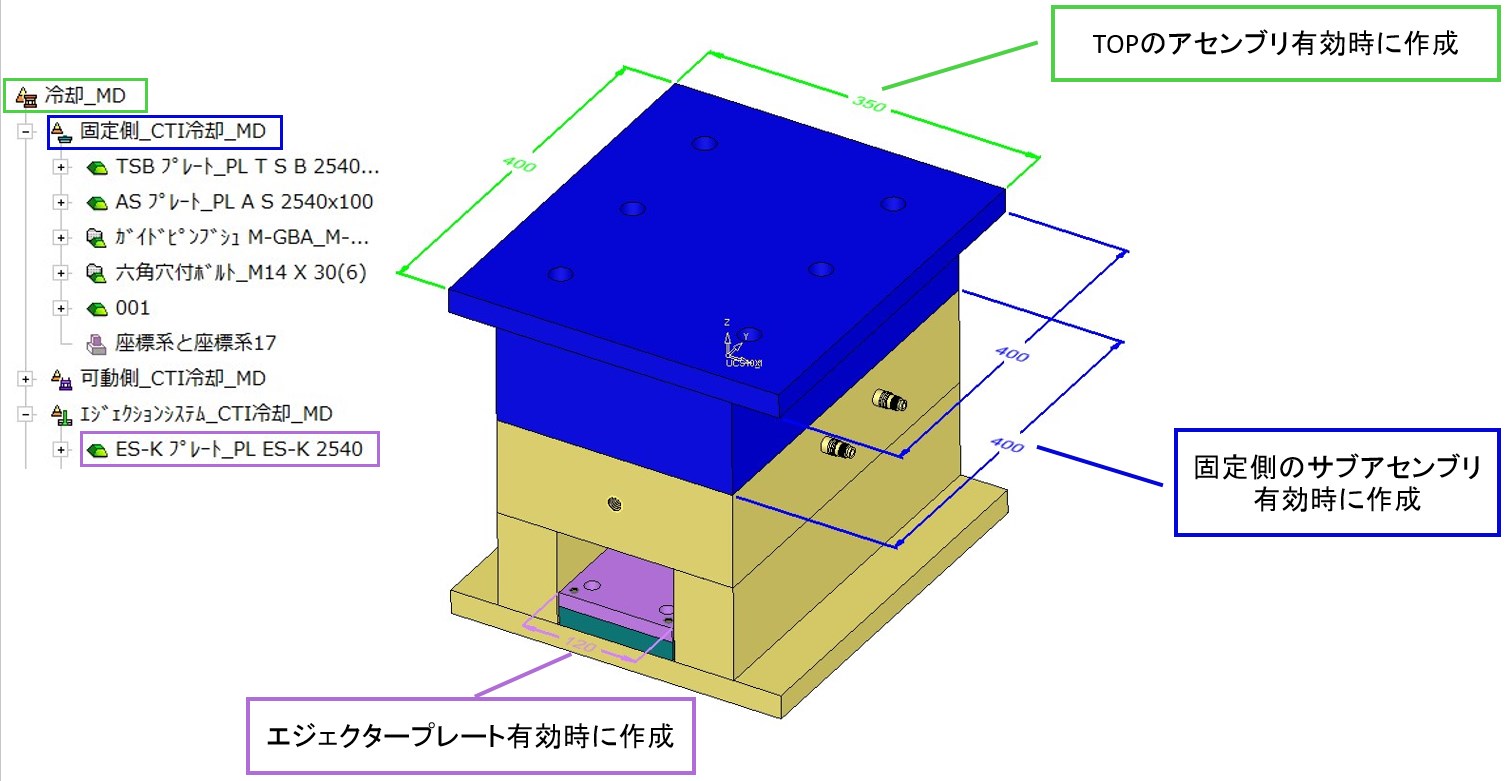 TOPのアセンブリ有効時に作成
冷却_MD
固定側_CTI冷却_MD
TSB ﾌﾟﾚｰﾄ_PL T S B 2540...
AS ﾌﾟﾚｰﾄ_PL A S 2540x100
ｶﾞｲﾄﾞﾋﾟﾝﾌﾞｼｭ M-GBA_M-...
六角穴付ﾎﾞﾙﾄ_M14 X 30(6)
001
座標系と座標系17
可動側_CTI冷却_MD
ｴｼﾞｪｸｼｮﾝｼｽﾃﾑ_CTI冷却_MD
ES-K ﾌﾟﾚｰﾄ_PL ES-K 2540
350
400
Z
Y
400
400
固定側のサブアセンブリ
有効時に作成
120
エジェクタープレート有効時に作成